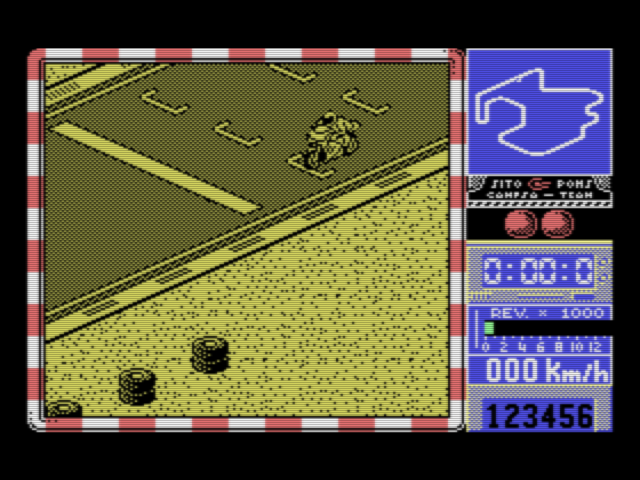 SITO PONS
CAMPSA - TEAM
0:00:0
REV. x 1000
0 2 4 6 8 10 12
000 Km/h
123456